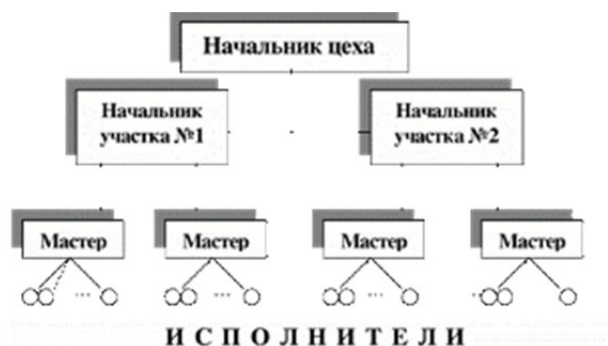 Начальник цеха
Начальник
участка №1
Начальник
участка №2
Мастер
Мастер
Мастер
Мастер
... ... ... ...
ИСПОЛНИТЕЛИ